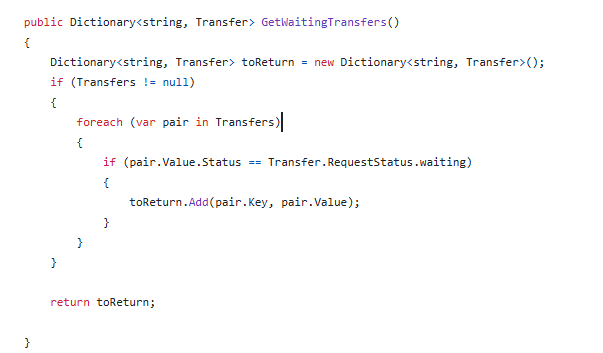 public Dictionary<string, Transfer> GetWaitingTransfers()
{
    Dictionary<string, Transfer> toReturn = new Dictionary<string, Transfer>();
    if (Transfers != null)
    {
        foreach (var pair in Transfers)
        {
            if (pair.Value.Status == Transfer.RequestStatus.waiting)
            {
                toReturn.Add(pair.Key, pair.Value);
            }
        }
    }

    return toReturn;

}